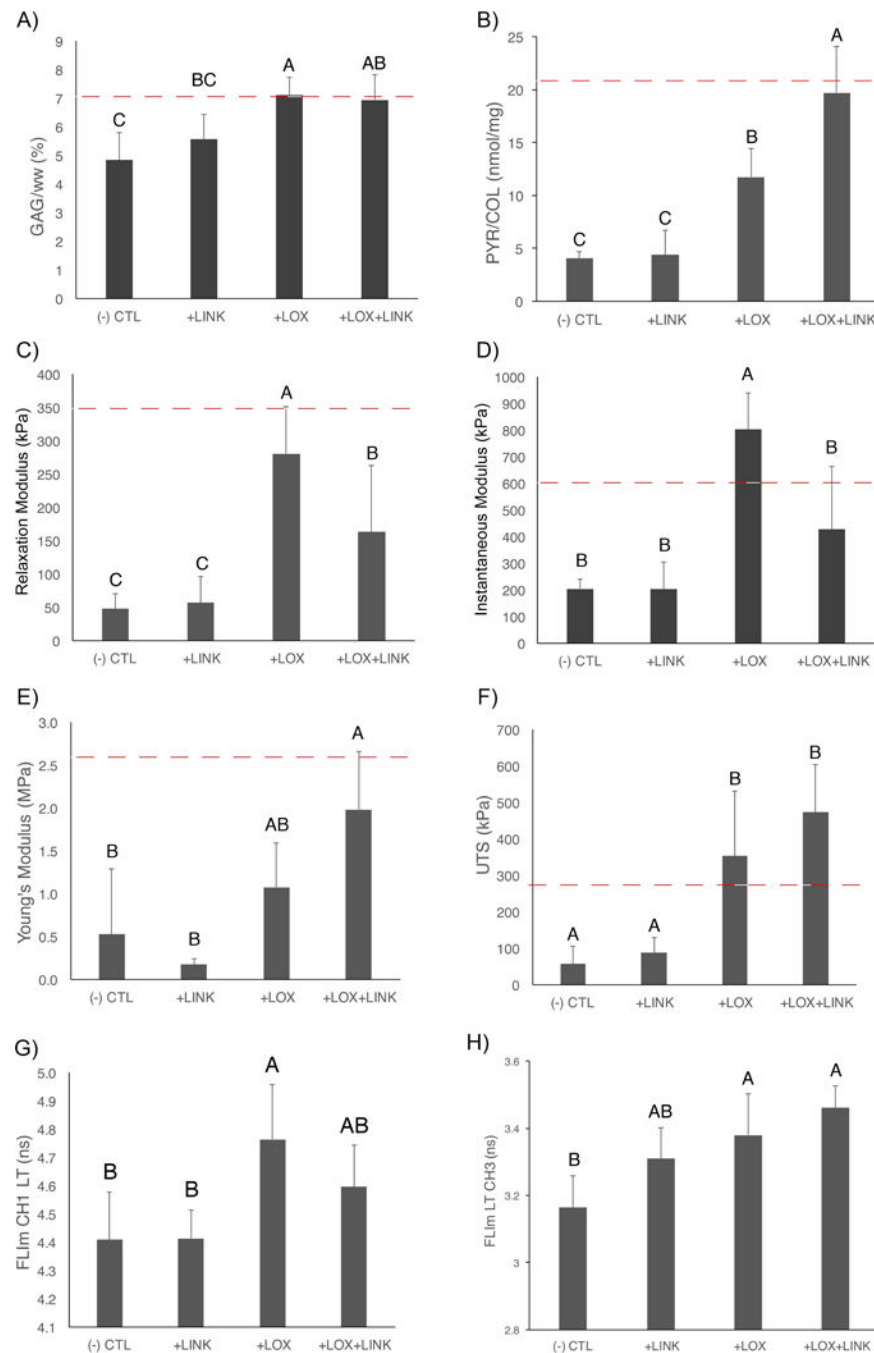 A)
GAG/ww (%)
9
8
7
6
5
4
3
2
1
0
C
BC
A
AB
(-) CTL +LINK +LOX +LOX+LINK
B)
PYR/COL (nmol/mg)
25
20
15
10
5
0
C
C
B
A
(-) CTL +LINK +LOX +LOX+LINK
C)
Relaxation Modulus (kPa)
400
350
300
250
200
150
100
50
0
C
C
A
B
(-) CTL +LINK +LOX +LOX+LINK
D)
Instantaneous Modulus (kPa)
1000
900
800
700
600
500
400
300
200
100
0
B
B
A
B
(-) CTL +LINK +LOX +LOX+LINK
E)
Young's Modulus (MPa)
3.0
2.5
2.0
1.5
1.0
0.5
0.0
B
B
AB
A
(-) CTL +LINK +LOX +LOX+LINK
F)
UTS (kPa)
700
600
500
400
300
200
100
0
A
A
B
B
(-) CTL +LINK +LOX +LOX+LINK
G)
FLIm CH1 LT (ns)
5.0
4.9
4.8
4.7
4.6
4.5
4.4
4.3
4.2
4.1
B
B
A
AB
(-) CTL +LINK +LOX +LOX+LINK
H)
FLIm LT CH3 (ns)
3.6
3.4
3.2
3
2.8
B
AB
A
A
(-) CTL +LINK +LOX +LOX+LINK